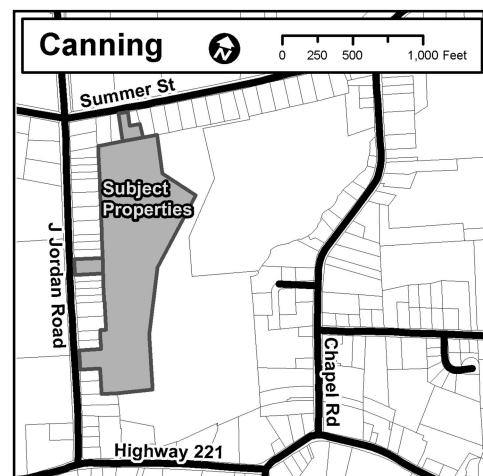 Canning
N
0 250 500 1,000 Feet
Summer St
Subject
Properties
J Jordan Road
Chapel Rd
Highway 221